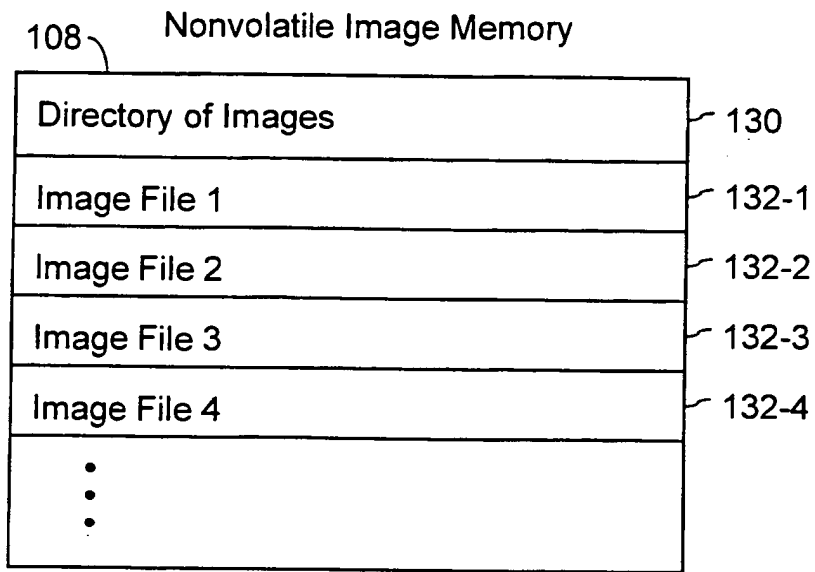 Nonvolatile Image Memory
108
Directory of Images 130
Image File 1 132-1
Image File 2 132-2
Image File 3 132-3
Image File 4 132-4